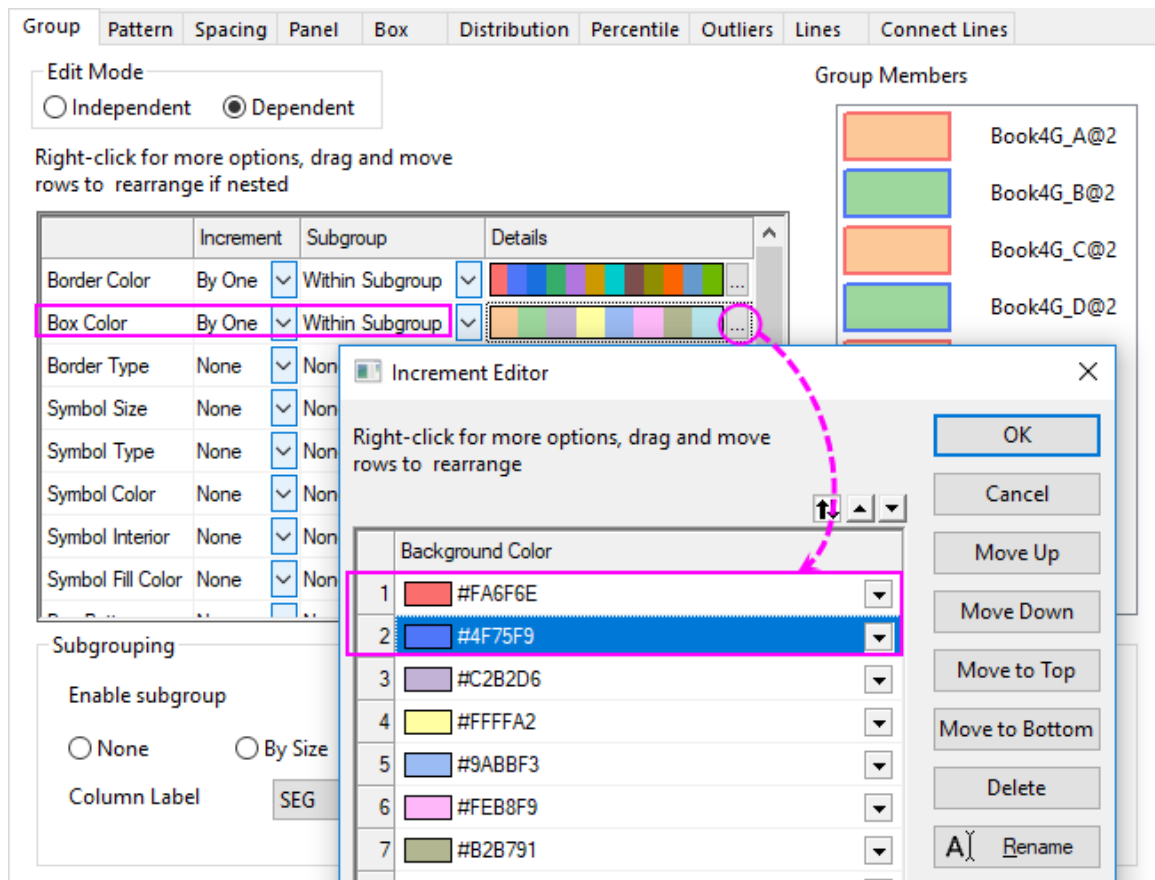 Group Pattern Spacing Panel Box Distribution Percentile Outliers Lines Connect Lines
Edit Mode
Independent Dependent
Group Members
Right-click for more options, drag and move
rows to rearrange if nested
Increment Subgroup Details
Border Color By One Within Subgroup ...
Box Color By One Within Subgroup ...
Border Type None Non
Symbol Size None Non
Symbol Type None Non
Symbol Color None Non
Symbol Interior None Non
Symbol Fill Color None Non
Book4G_A@2
Book4G_B@2
Book4G_C@2
Book4G_D@2
Subgrouping
Enable subgroup
None By Size
Column Label SEG
Increment Editor
Right-click for more options, drag and move
rows to rearrange
Background Color
1 #FA6F6E
2 #4F75F9
3 #C2B2D6
4 #FFFFA2
5 #9ABBF3
6 #FEB8F9
7 #B2B791
OK
Cancel
Move Up
Move Down
Move to Top
Move to Bottom
Delete
Rename